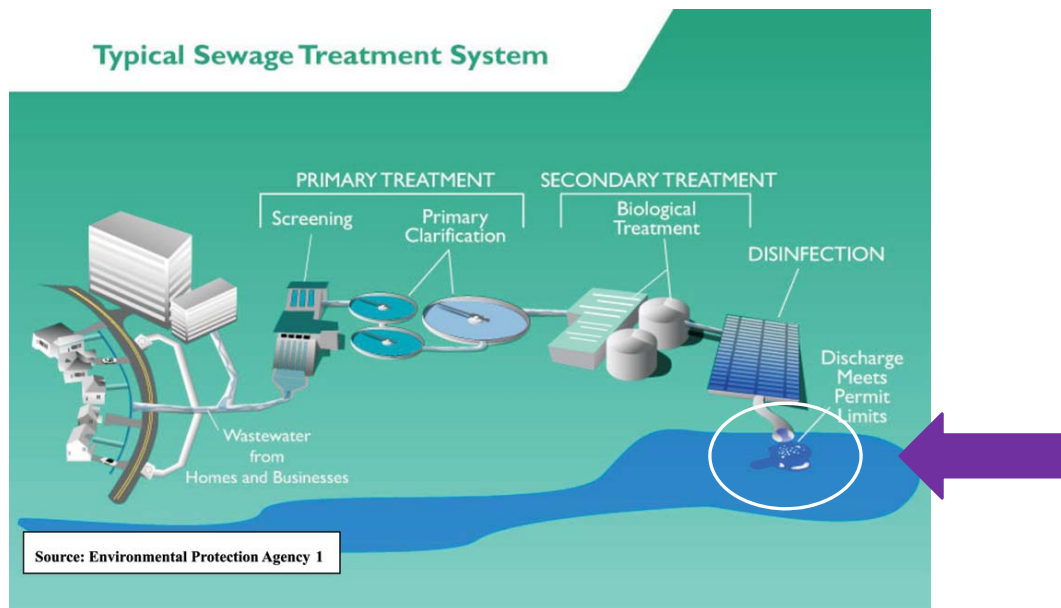 Typical Sewage Treatment System
PRIMARY TREATMENT
SECONDARY TREATMENT
Screening
Primary
Clarification
Biological
Treatment
DISINFECTION
Discharge
Meets
Permit
Limits
Wastewater
from
Homes and Businesses
Source: Environmental Protection Agency 1